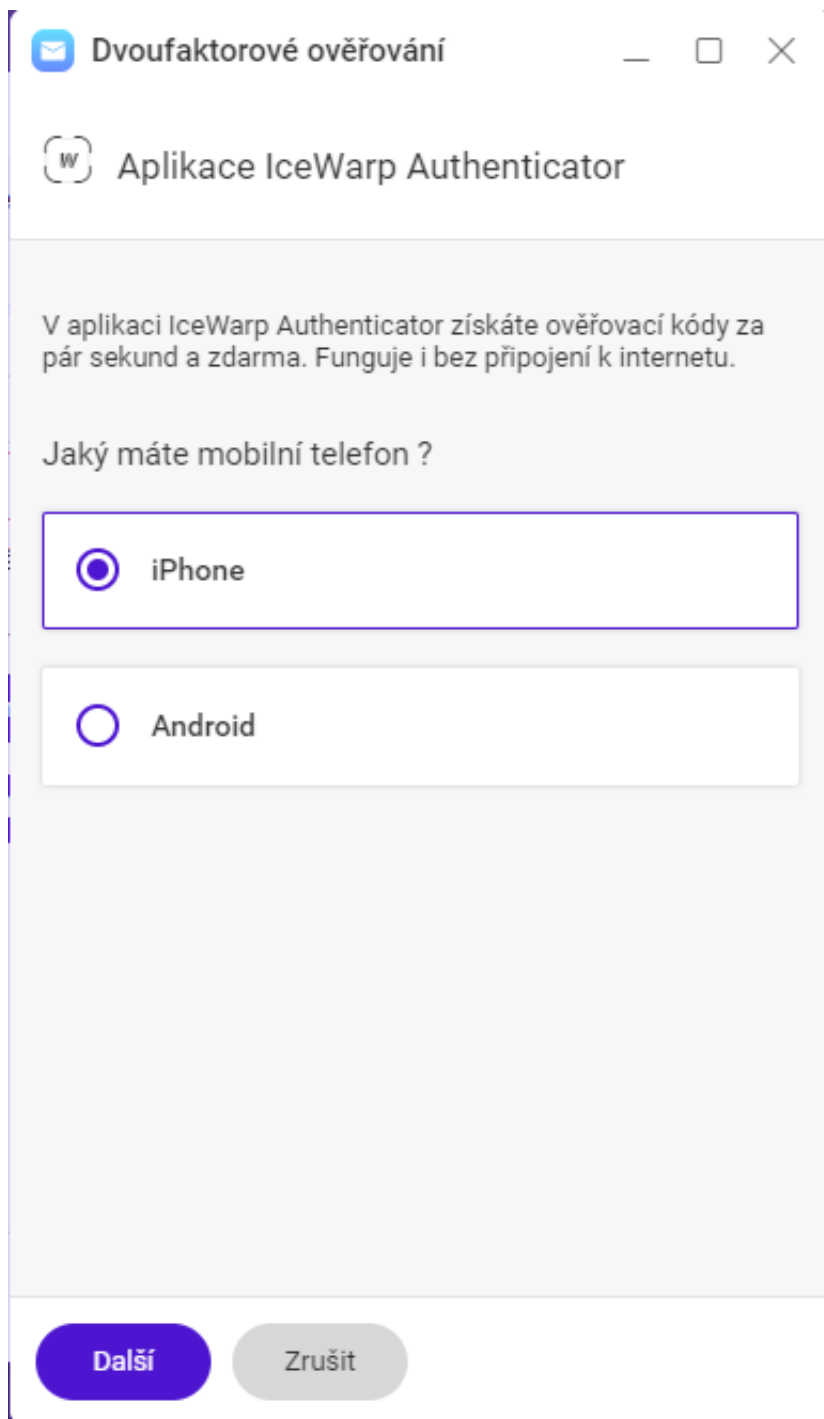 Dvoufaktorové ověřování
W
Aplikace IceWarp Authenticator
V aplikaci IceWarp Authenticator získáte ověřovací kódy za
pár sekund a zdarma. Funguje i bez připojení k internetu.
Jaký máte mobilní telefon ?
iPhone
Android
Další
Zrušit